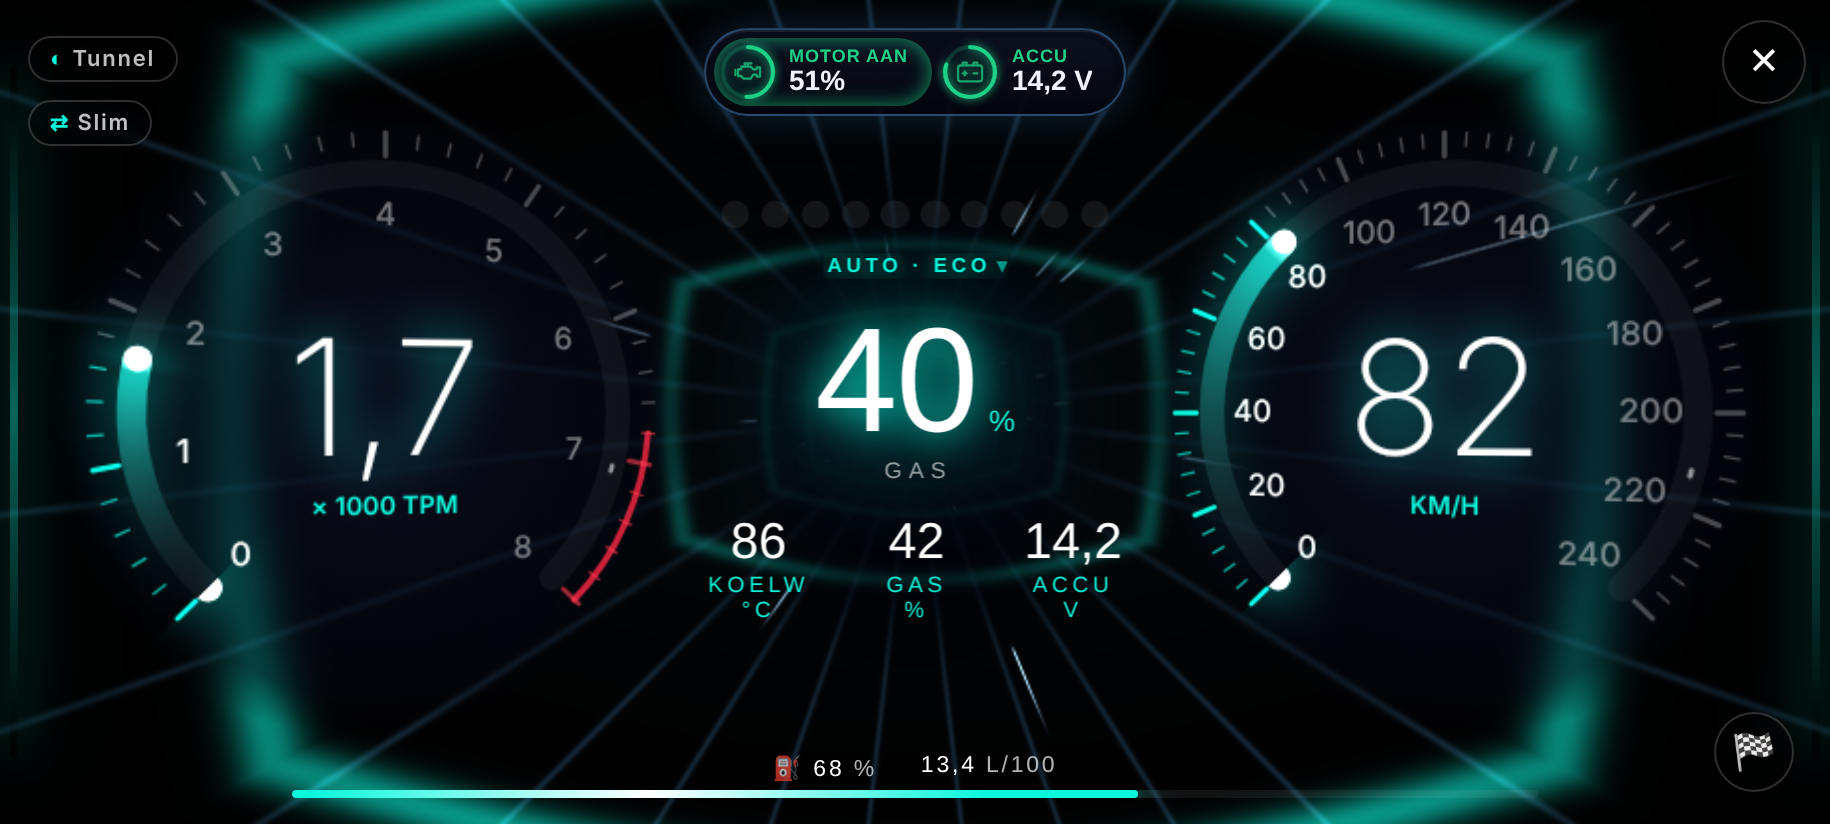 Tunnel
Slim
MOTOR AAN
51%
ACCU
14,2 V
AUTO · ECO ▾
40 %
GAS
86
KOELW
°C
42
GAS
%
14,2
ACCU
V
0
1
2
3
4
5
6
7
8
1,7
× 1000 TPM
0
20
40
60
80
100
120
140
160
180
200
220
240
82
KM/H
68 %
13,4 L/100